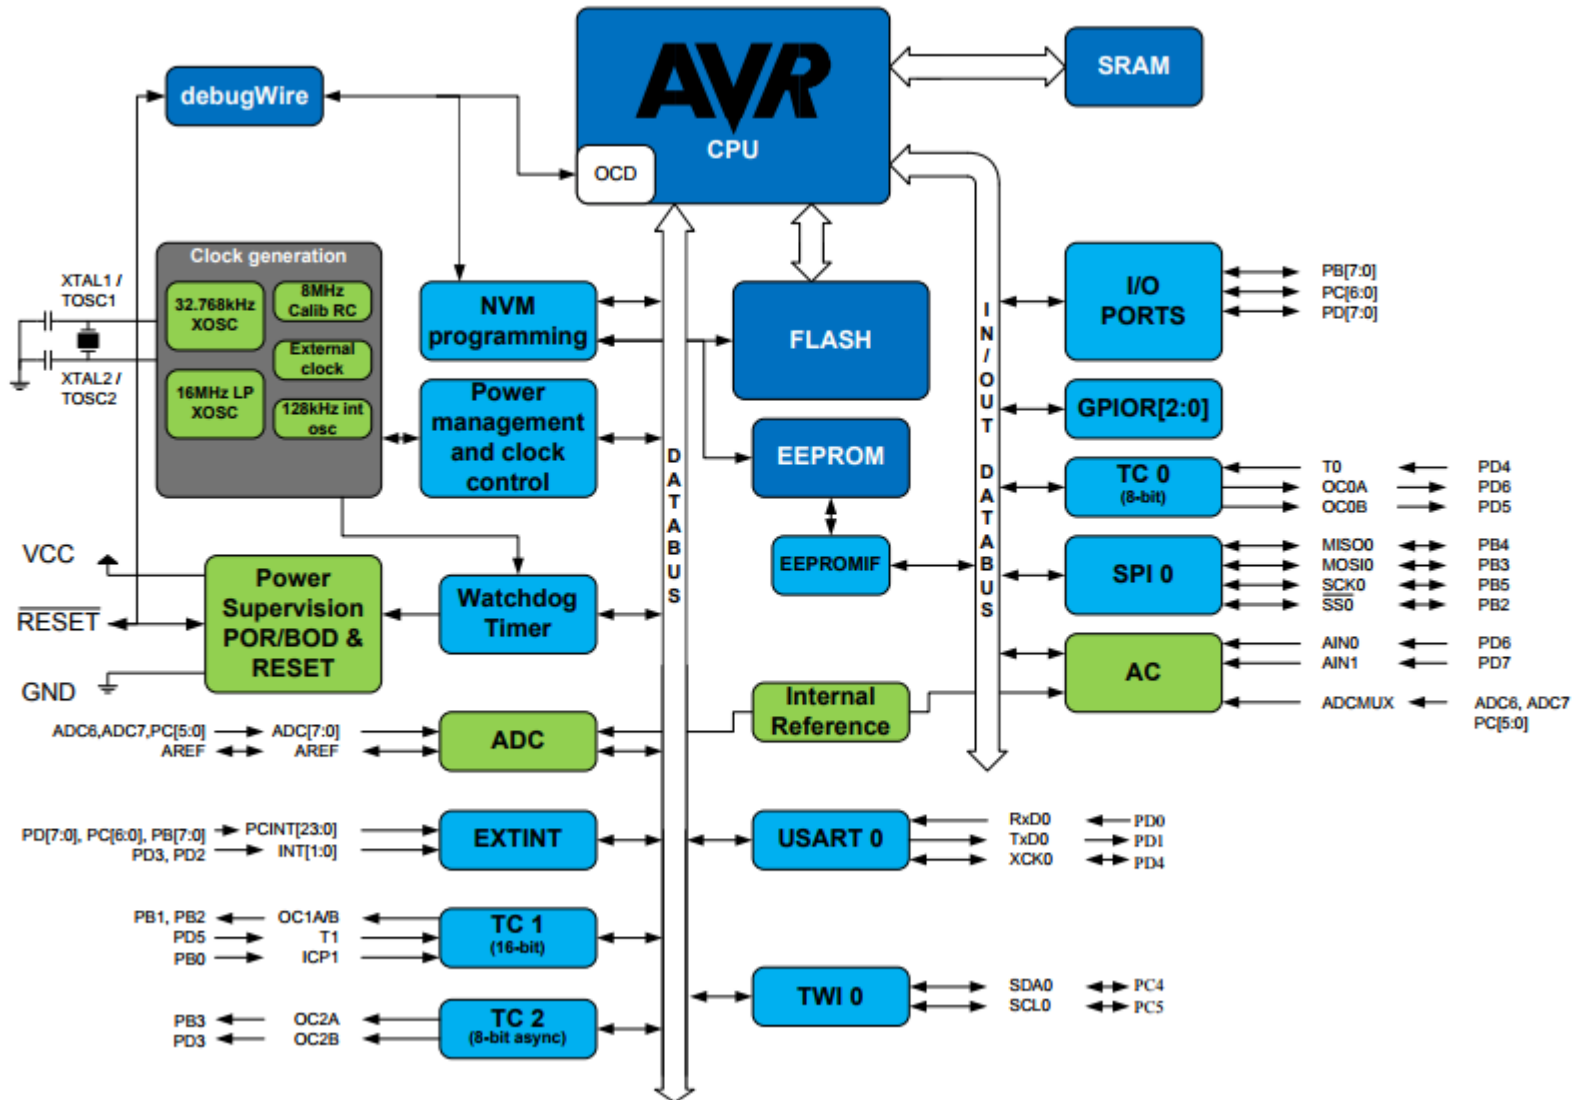 AVR
CPU
OCD
SRAM
debugWire
Clock generation
32.768kHz
XOSC
8MHz
Calib RC
External
clock
16MHz LP
XOSC
128kHz int
osc
XTAL1 /
TOSC1
XTAL2 /
TOSC2
NVM
programming
Power
management
and clock
control
FLASH
EEPROM
EEPROMIF
I/O
PORTS
PB[7:0]
PC[6:0]
PD[7:0]
GPIOR[2:0]
TC 0
(8-bit)
T0 PD4
OC0A PD6
OC0B PD5
SPI 0
MISO0 PB4
MOSI0 PB3
SCK0 PB5
SS0 PB2
AC
AIN0 PD6
AIN1 PD7
ADCMUX ADC6, ADC7
PC[5:0]
IN/OUT DATABUS
DATABUS
VCC
RESET
GND
Power
Supervision
POR/BOD &
RESET
Watchdog
Timer
Internal
Reference
ADC6,ADC7,PC[5:0] ADC[7:0]
AREF AREF
ADC
PD[7:0], PC[6:0], PB[7:0] PCINT[23:0]
PD3, PD2 INT[1:0]
EXTINT
USART 0
RxD0 PD0
TxD0 PD1
XCK0 PD4
PB1, PB2 OC1A/B
PD5 T1
PB0 ICP1
TC 1
(16-bit)
TWI 0
SDA0 PC4
SCL0 PC5
PB3 OC2A
PD3 OC2B
TC 2
(8-bit async)